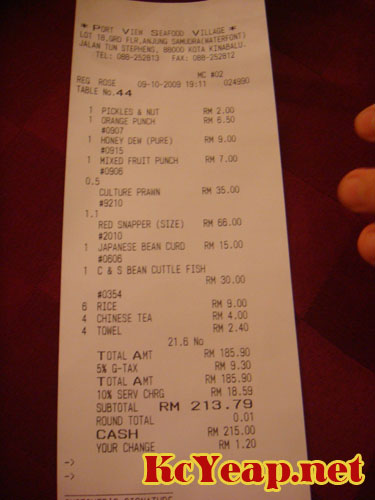 * PORT VIEW SEAFOOD VILLAGE *
LOT 18,GRD FLR,ANJUNG SAMUDRA(WATERFONT)
JALAN TUN STEPHENS, 88000 KOTA KINABALU.
TEL: 088-252813 FAX: 088-252812
MC #02
REG ROSE 09-10-2009 19:11 024990
TABLE No.44
1 PICKLES & NUT RM 2.00
1 ORANGE PUNCH RM 6.50
#0907
1 HONEY DEW (PURE) RM 9.00
#0915
1 MIXED FRUIT PUNCH RM 7.00
#0906
0.5
CULTURE PRAWN RM 35.00
#9210
1.1
RED SNAPPER (SIZE) RM 66.00
#2010
1 JAPANESE BEAN CURD RM 15.00
#0606
1 C & S BEAN CUTTLE FISH
RM 30.00
#0354
6 RICE RM 9.00
4 CHINESE TEA RM 4.00
4 TOWEL RM 2.40
21.6 No
TOTAL AMT RM 185.90
5% G-TAX RM 9.30
TOTAL AMT RM 185.90
10% SERV CHRG RM 18.59
SUBTOTAL RM 213.79
ROUND TOTAL 0.01
CASH RM 215.00
YOUR CHANGE RM 1.20
->
->
KcYeap.net